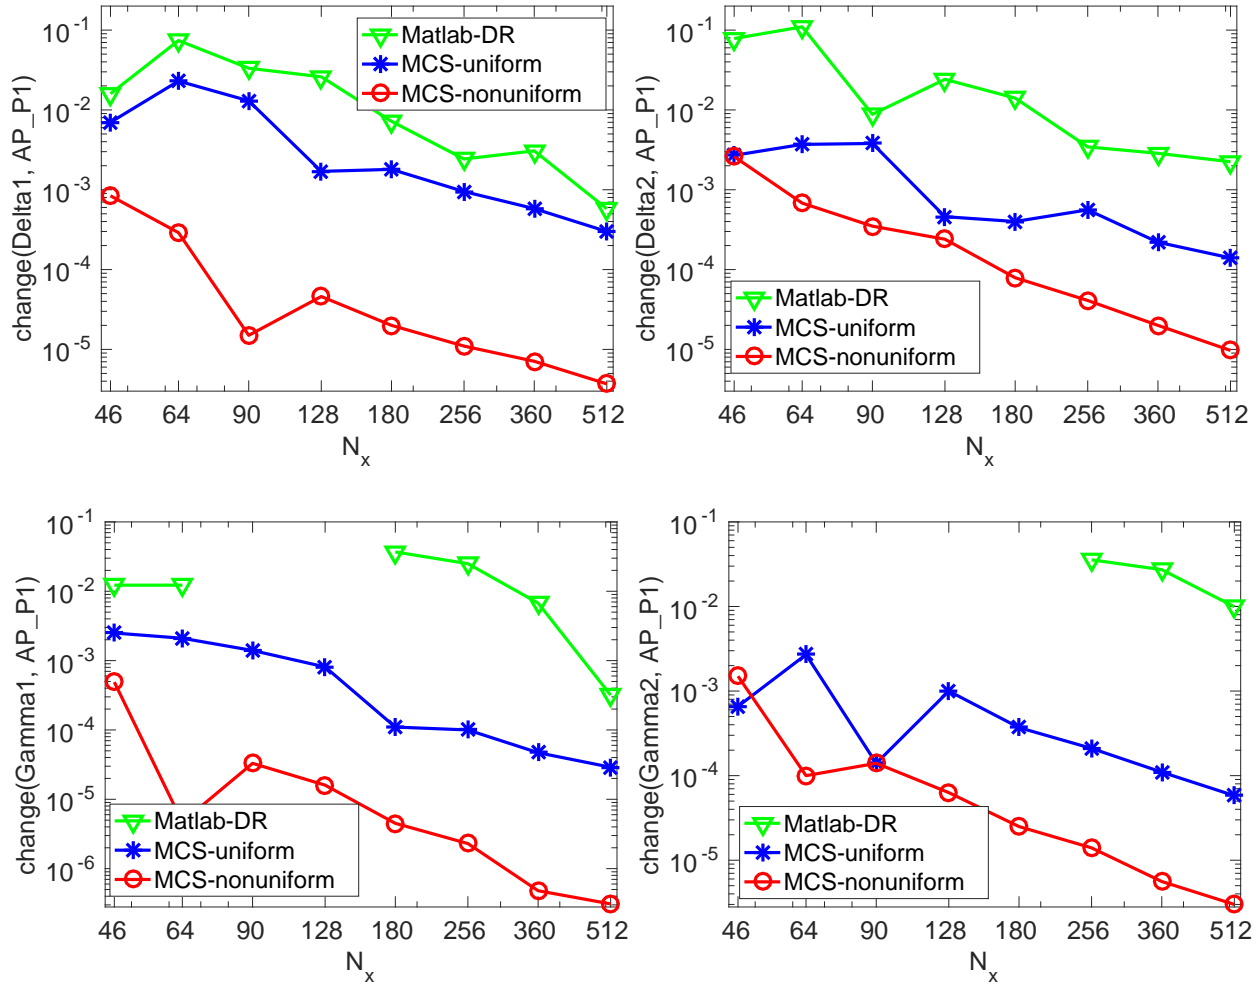 change(Delta1, AP_P1)
10^-1
10^-2
10^-3
10^-4
10^-5
Matlab-DR
MCS-uniform
MCS-nonuniform
46 64 90 128 180 256 360 512
N_x
change(Delta2, AP_P1)
10^-1
10^-2
10^-3
10^-4
10^-5
Matlab-DR
MCS-uniform
MCS-nonuniform
46 64 90 128 180 256 360 512
N_x
change(Gamma1, AP_P1)
10^-1
10^-2
10^-3
10^-4
10^-5
10^-6
Matlab-DR
MCS-uniform
MCS-nonuniform
46 64 90 128 180 256 360 512
N_x
change(Gamma2, AP_P1)
10^-1
10^-2
10^-3
10^-4
10^-5
Matlab-DR
MCS-uniform
MCS-nonuniform
46 64 90 128 180 256 360 512
N_x